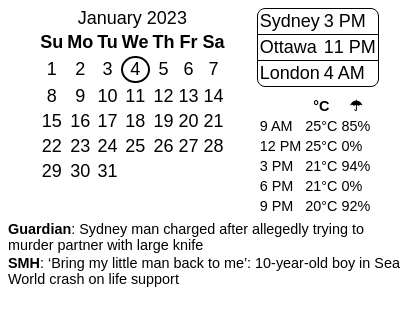 January 2023
Su Mo Tu We Th Fr Sa
1 2 3 4 5 6 7
8 9 10 11 12 13 14
15 16 17 18 19 20 21
22 23 24 25 26 27 28
29 30 31
Sydney 3 PM
Ottawa 11 PM
London 4 AM
°C ☂
9 AM 25°C 85%
12 PM 25°C 0%
3 PM 21°C 94%
6 PM 21°C 0%
9 PM 20°C 92%
Guardian: Sydney man charged after allegedly trying to
murder partner with large knife
SMH: ‘Bring my little man back to me’: 10-year-old boy in Sea
World crash on life support